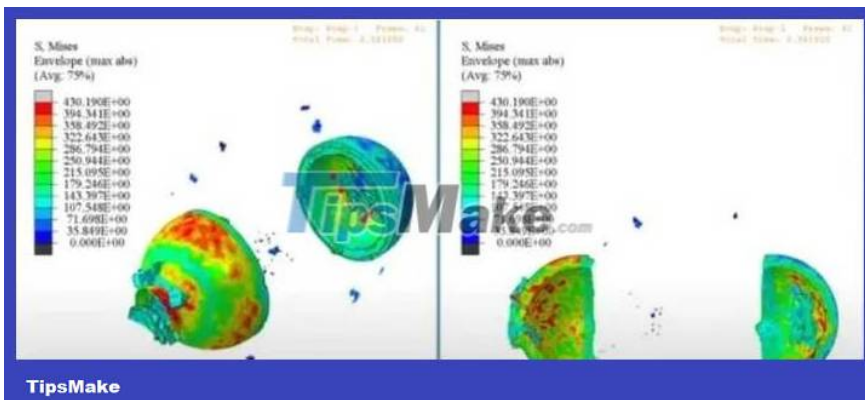 S, Mises
Envelope (max abs)
(Avg: 75%)
430.190E+00
394.341E+00
358.492E+00
322.643E+00
286.794E+00
250.944E+00
215.095E+00
179.246E+00
143.397E+00
107.548E+00
71.698E+00
35.849E+00
0.000E+00
S, Mises
Envelope (max abs)
(Avg: 75%)
430.190E+00
394.341E+00
358.492E+00
322.643E+00
286.794E+00
250.944E+00
215.095E+00
179.246E+00
0.000E+00
TipsMake.com
TipsMake